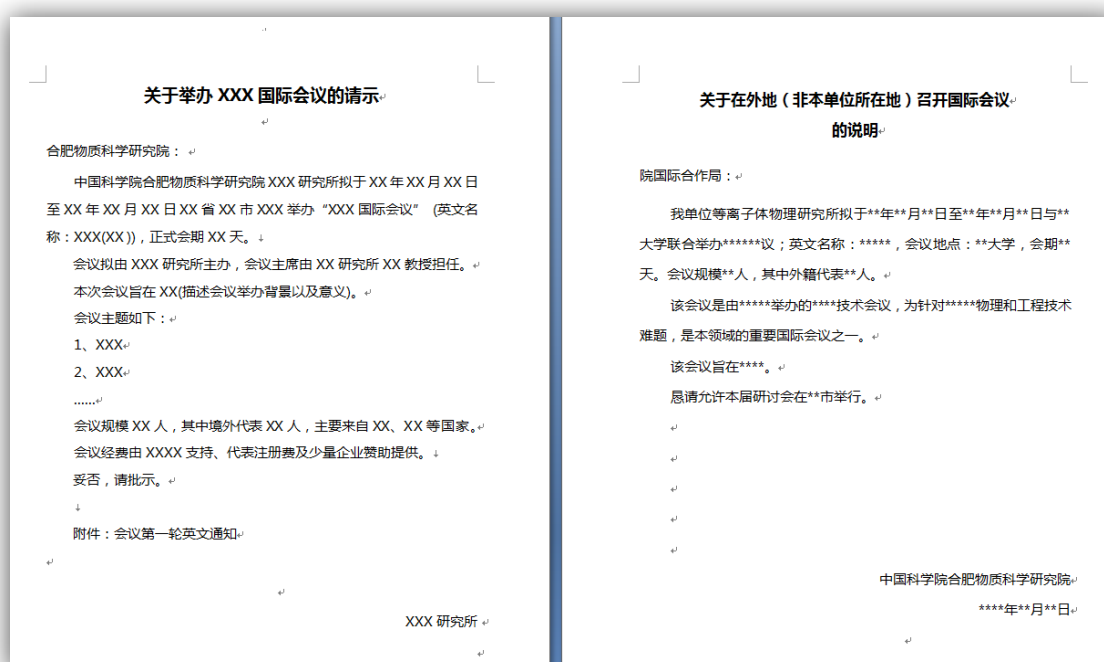 关于举办 XXX 国际会议的请示
合肥物质科学研究院：
中国科学院合肥物质科学研究院 XXX 研究所拟于 XX 年 XX 月 XX 日
至 XX 年 XX 月 XX 日 XX 省 XX 市 XXX 举办“XXX 国际会议” (英文名
称：XXX(XX ))，正式会期 XX 天。
会议拟由 XXX 研究所主办，会议主席由 XX 研究所 XX 教授担任。
本次会议旨在 XX(描述会议举办背景以及意义)。
会议主题如下：
1、XXX
2、XXX
......
会议规模 XX 人，其中境外代表 XX 人，主要来自 XX、XX 等国家。
会议经费由 XXXX 支持、代表注册费及少量企业赞助提供。
妥否，请批示。
附件：会议第一轮英文通知
XXX 研究所
关于在外地（非本单位所在地）召开国际会议
的说明
院国际合作局：
我单位等离子体物理研究所拟于**年**月**日至**年**月**日与**
大学联合举办******议；英文名称：*****，会议地点：**大学，会期**
天。会议规模**人，其中外籍代表**人。
该会议是由*****举办的****技术会议，为针对*****物理和工程技术
难题，是本领域的重要国际会议之一。
该会议旨在****。
恳请允许本届研讨会在**市举行。
中国科学院合肥物质科学研究院
****年**月**日